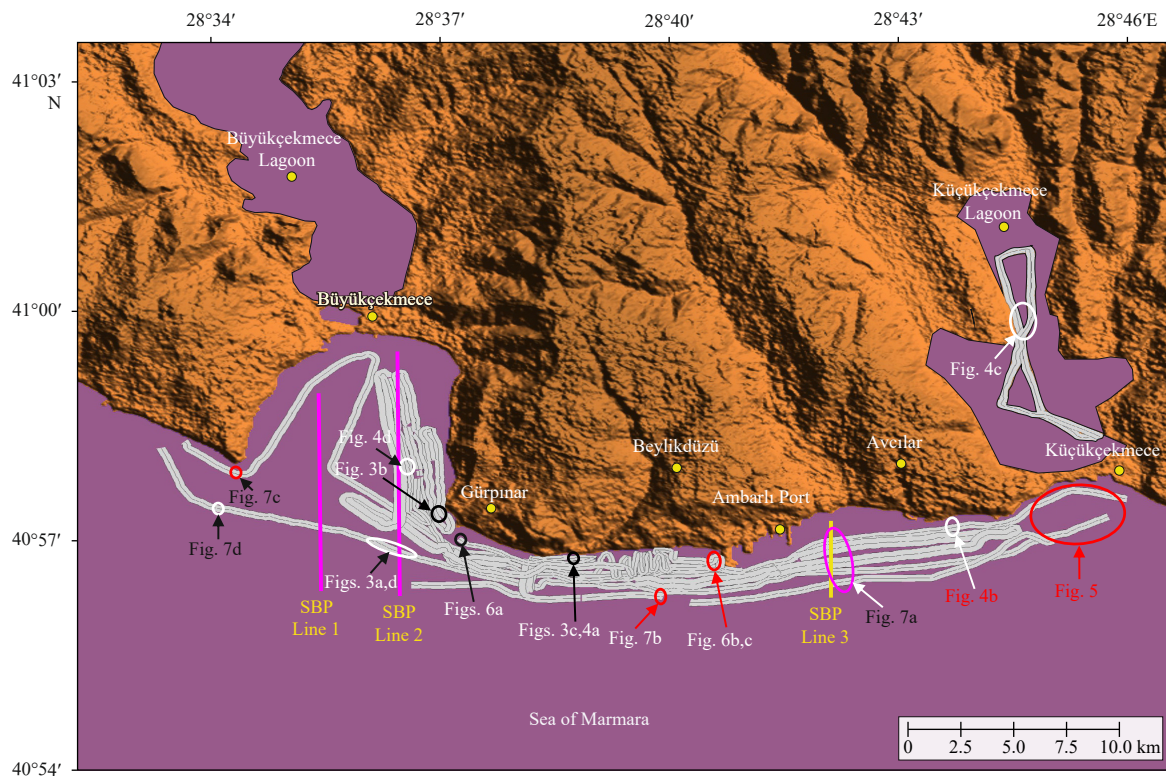 28°34′ 28°37′ 28°40′ 28°43′ 28°46′E
41°03′
N
Büyükçekmece
Lagoon
Küçükçekmece
Lagoon
Büyükçekmece
41°00′
Fig. 4c
Fig. 4d
Beylikdüzü
Avcılar
Küçükçekmece
Fig. 3b
Fig. 7c
Gürpınar
Ambarlı Port
40°57′
Fig. 7d
Figs. 3a,d
Figs. 6a
Figs. 3c,4a
Fig. 7b
Fig. 6b,c
Fig. 7a
Fig. 4b
Fig. 5
SBP
Line 1
SBP
Line 2
SBP
Line 3
Sea of Marmara
0 2.5 5.0 7.5 10.0 km
40°54′